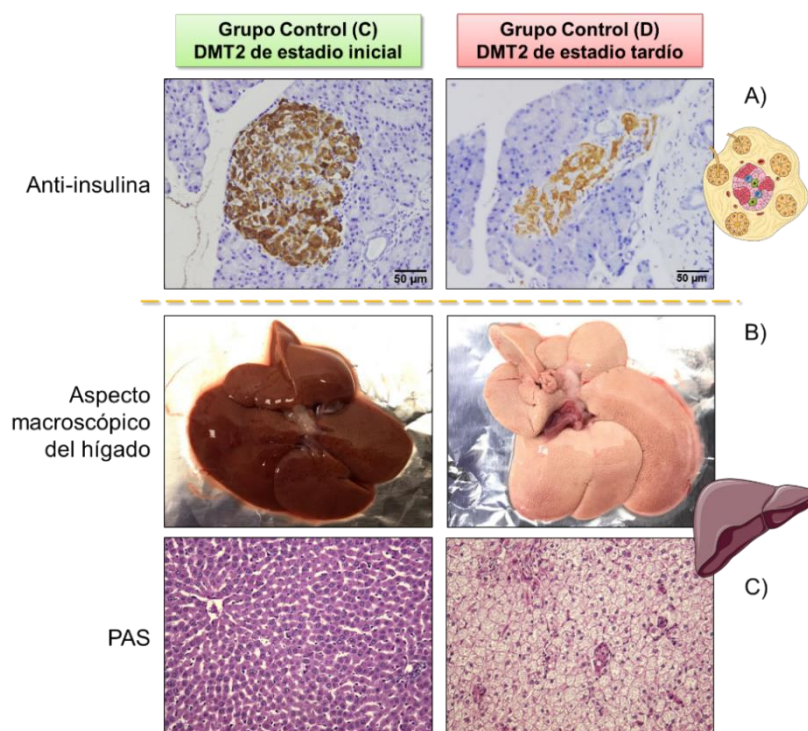 Grupo Control (C)
DMT2 de estadio inicial
Grupo Control (D)
DMT2 de estadio tardío
A)
Anti-insulina
50 µm
50 µm
B)
Aspecto
macroscópico
del hígado
C)
PAS